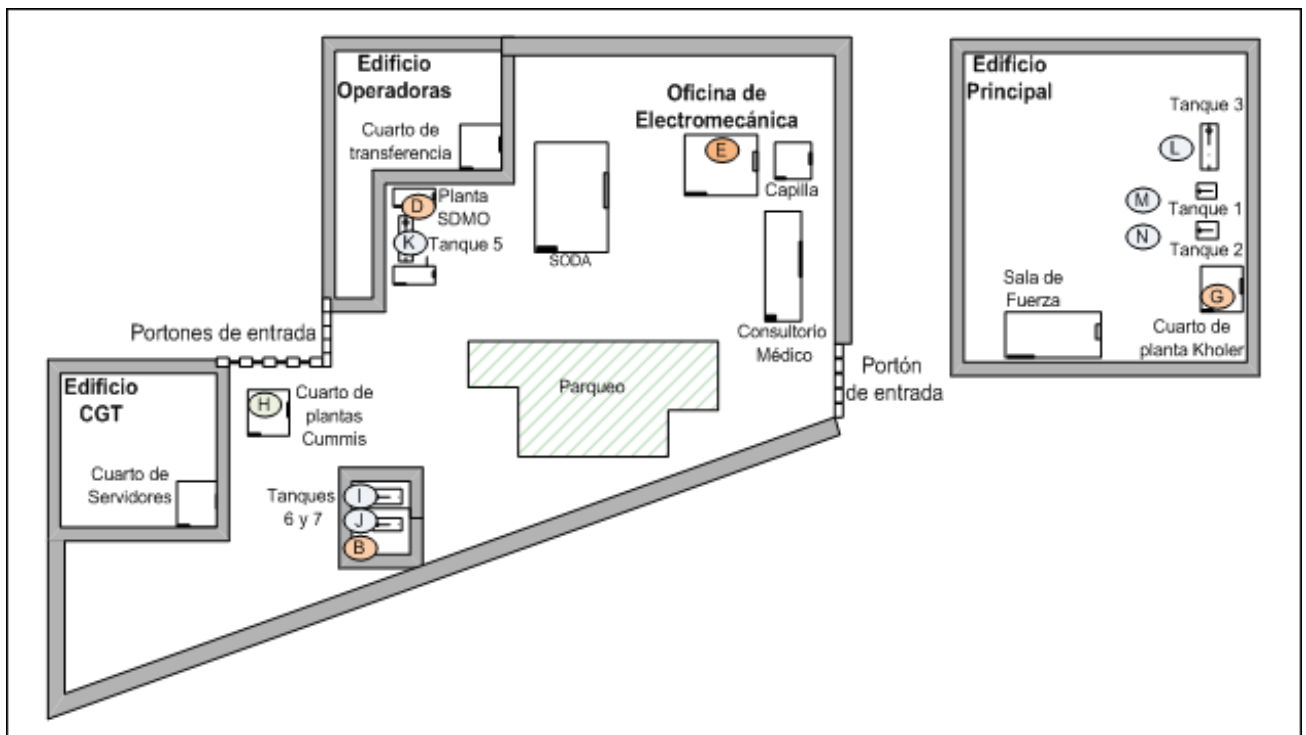 Edificio
Operadoras
Cuarto de
transferencia
D
Planta
SDMO
K
Tanque 5
SODA
Oficina de
Electromecánica
E
Capilla
Consultorio
Médico
Portones de entrada
Parqueo
Portón
de entrada
Edificio
CGT
Cuarto de
Servidores
H
Cuarto de
plantas
Cummis
Tanques
6 y 7
I
J
B
Edificio
Principal
Tanque 3
L
M
Tanque 1
N
Tanque 2
Sala de
Fuerza
G
Cuarto de
planta Kholer